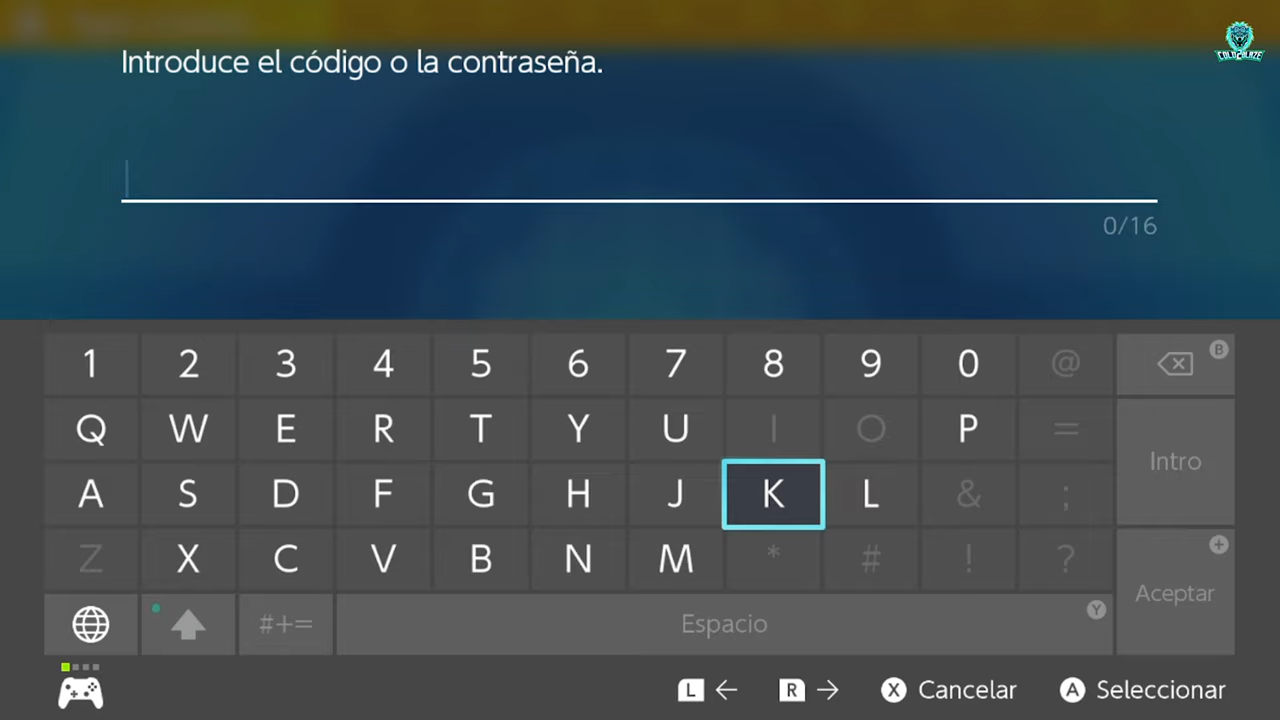 Introduce el código o la contraseña.
COLOCOLAZE
0/16
1 2 3 4 5 6 7 8 9 0 @ B
Q W E R T Y U I O P = Intro
A S D F G H J K L & ;
Z X C V B N M * # ! ? + Aceptar
#+= Espacio Y
L ← R → X Cancelar A Seleccionar